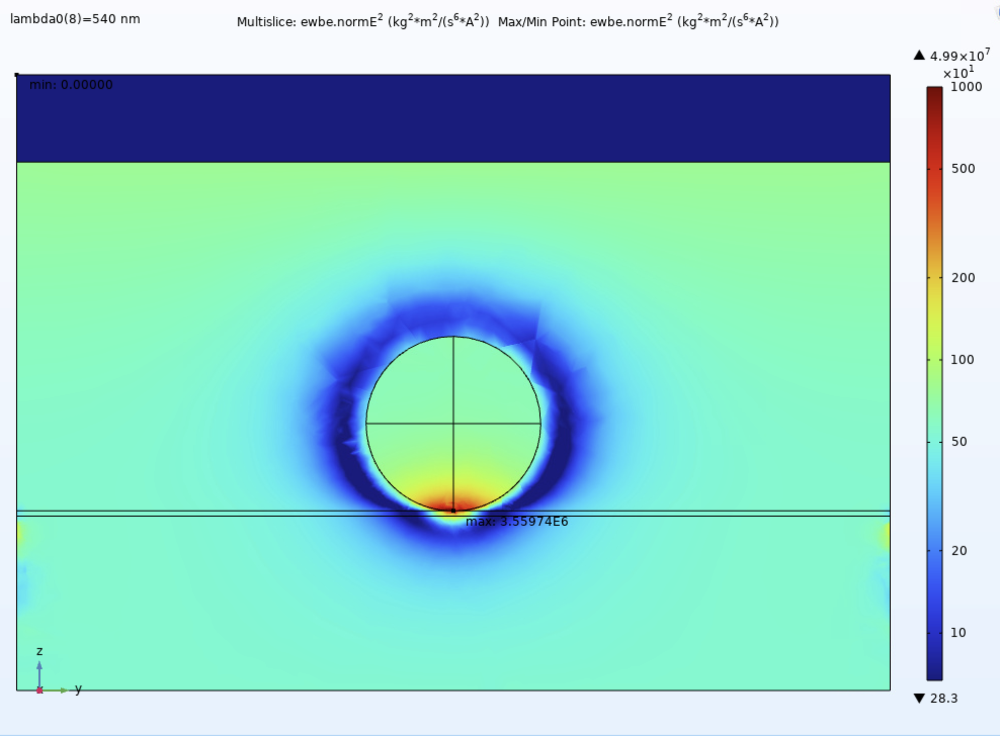 lambda0(8)=540 nm
Multislice: ewbe.normE² (kg²*m²/(s⁶*A²)) Max/Min Point: ewbe.normE² (kg²*m²/(s⁶*A²))
▲ 4.99×10⁷
×10¹
min: 0.00000
1000
500
200
100
50
max: 3.55974E6
20
10
z
x
y
▼ 28.3